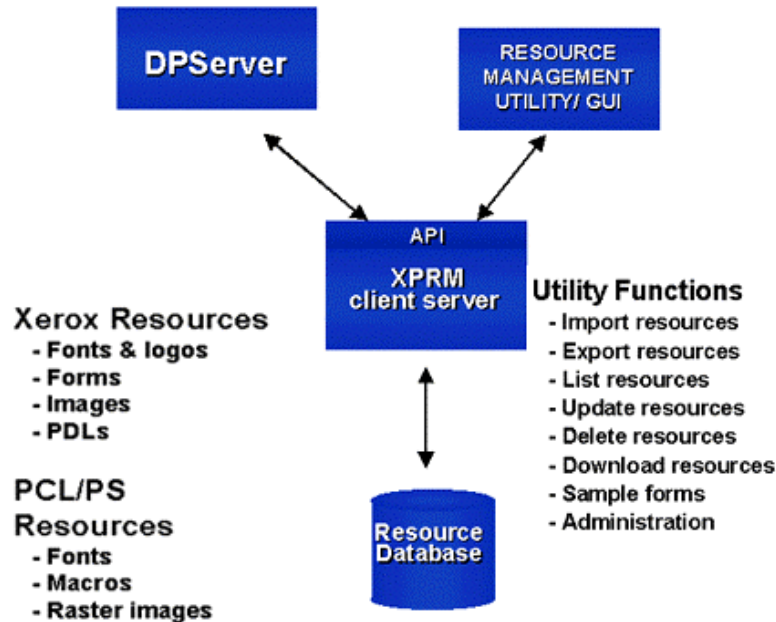 DPServer
RESOURCE
MANAGEMENT
UTILITY/ GUI
API
XPRM
client server
Xerox Resources
- Fonts & logos
- Forms
- Images
- PDLs
PCL/PS
Resources
- Fonts
- Macros
- Raster images
Utility Functions
- Import resources
- Export resources
- List resources
- Update resources
- Delete resources
- Download resources
- Sample forms
- Administration
Resource
Database